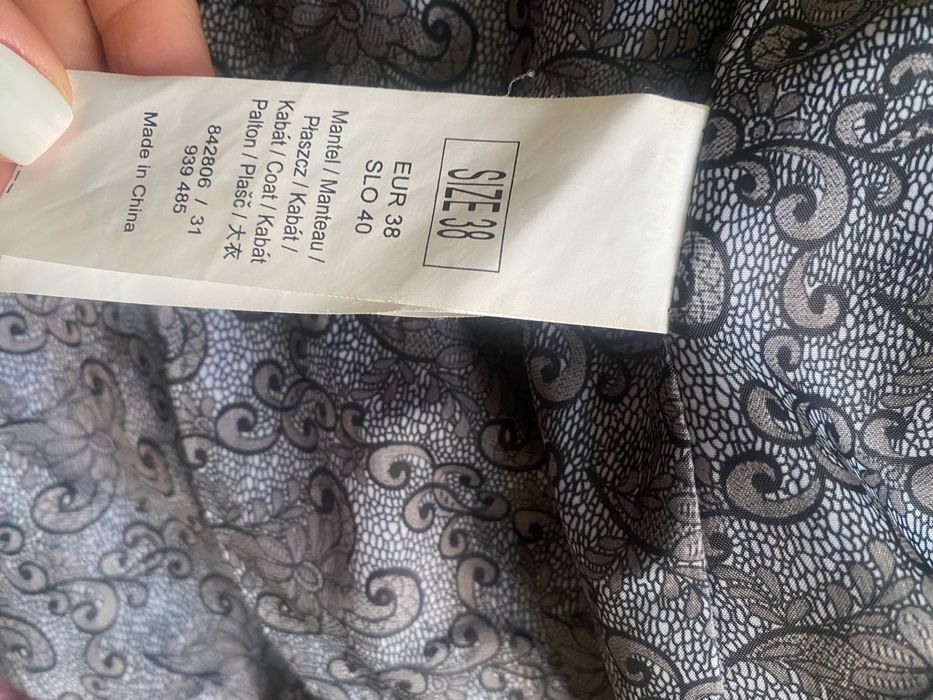 SIZE 38
EUR 38
SLO 40
Mantel / Manteau /
Płaszcz / Kabát /
Kabát / Coat / Kabát
Palton / Plašč / 大衣
842806 / 31
939 485
Made in China